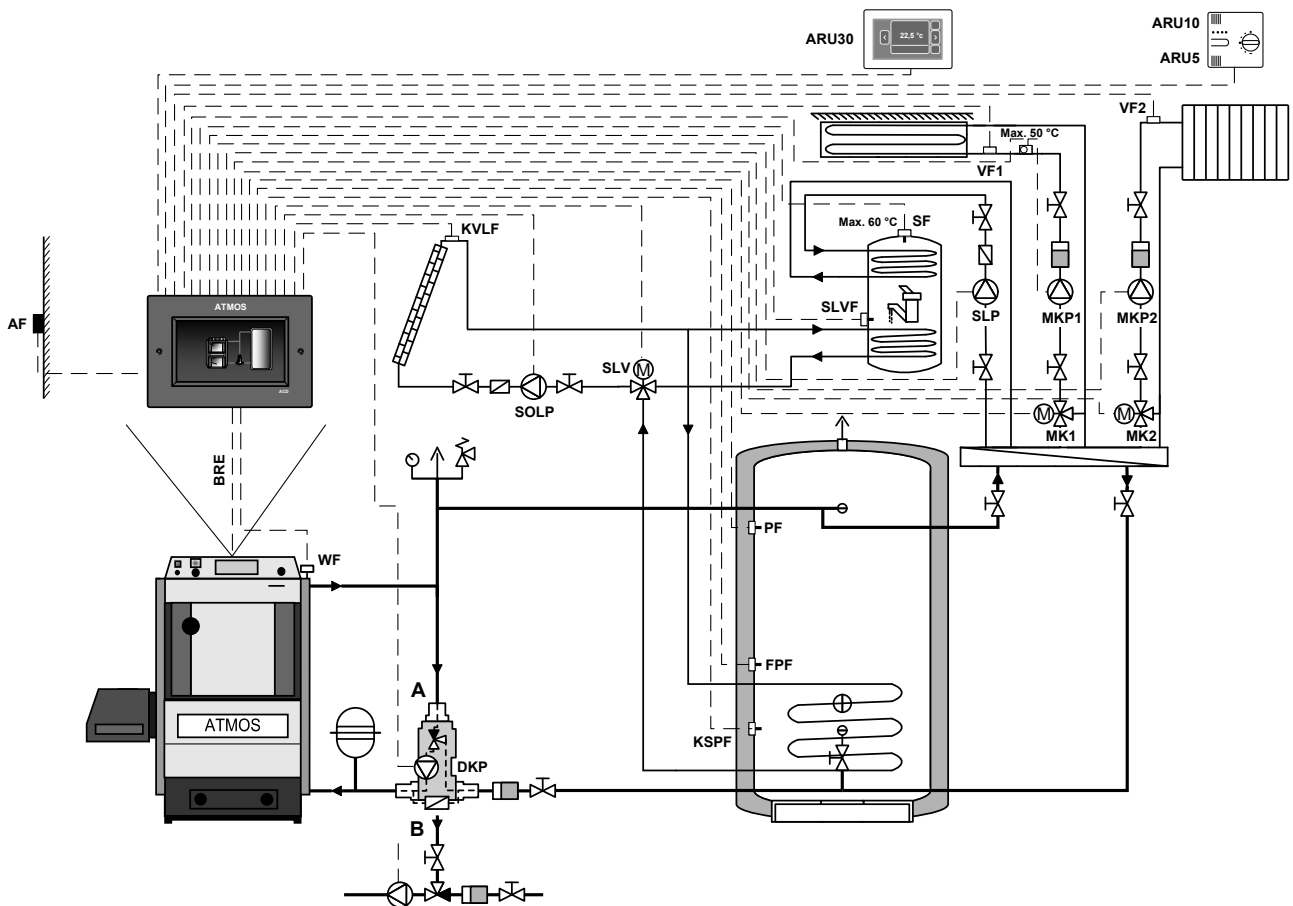 ARU30
22,5 °c
ARU10
ARU5
VF2
Max. 50 °C
VF1
Max. 60 °C
SF
KVLF
ATMOS
ACD
AF
SLVF
SLP
MKP1
MKP2
SLV
M
SOLP
M
MK1
M
MK2
BRE
WF
PF
FPF
A
ATMOS
KSPF
DKP
B